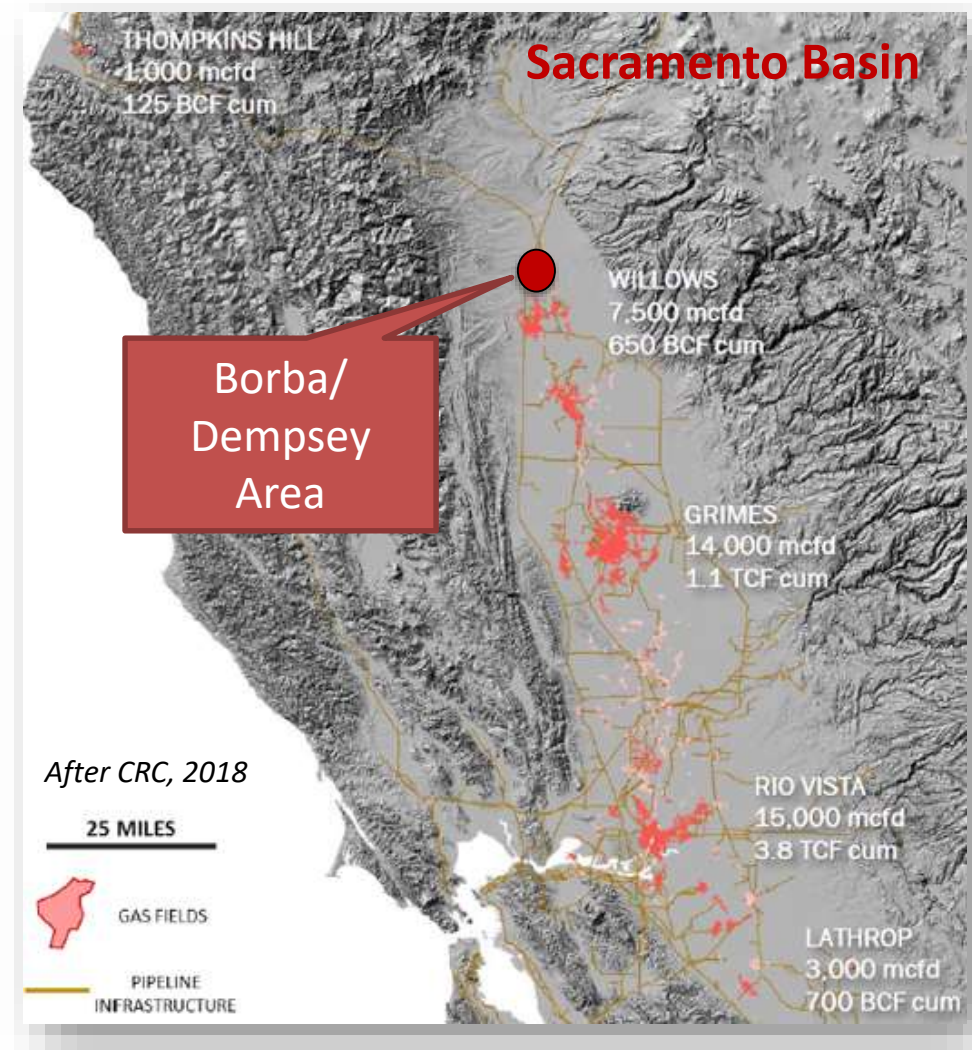 THOMPKINS HILL
1,000 mcfd
125 BCF cum
Sacramento Basin
WILLOWS
7,500 mcfd
650 BCF cum
Borba/
Dempsey
Area
GRIMES
14,000 mcfd
1.1 TCF cum
After CRC, 2018
25 MILES
GAS FIELDS
PIPELINE
INFRASTRUCTURE
RIO VISTA
15,000 mcfd
3.8 TCF cum
LATHROP
3,000 mcfd
700 BCF cum